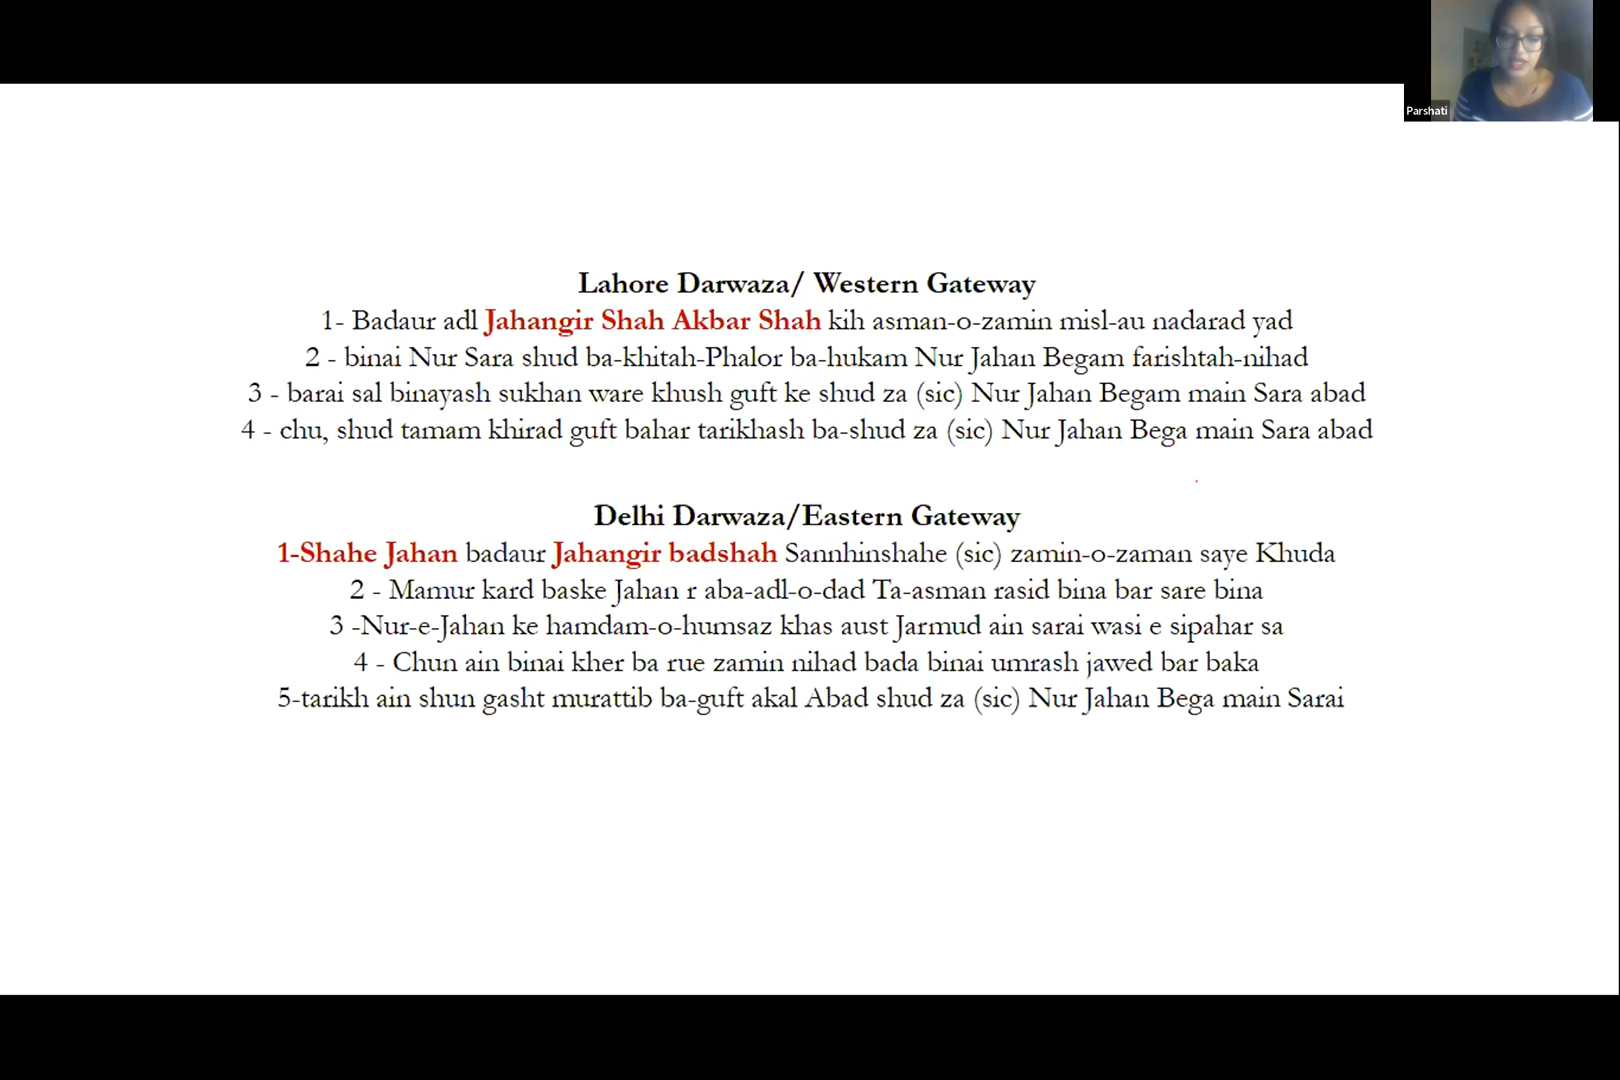 Parshati
Lahore Darwaza/ Western Gateway
1- Badaur adl Jahangir Shah Akbar Shah kih asman-o-zamin misl-au nadarad yad
2 - binai Nur Sara shud ba-khitah-Phalor ba-hukam Nur Jahan Begam farishtah-nihad
3 - barai sal binayash sukhan ware khush guft ke shud za (sic) Nur Jahan Begam main Sara abad
4 - chu, shud tamam khirad guft bahar tarikhash ba-shud za (sic) Nur Jahan Bega main Sara abad
Delhi Darwaza/Eastern Gateway
1-Shahe Jahan badaur Jahangir badshah Sannhinshahe (sic) zamin-o-zaman saye Khuda
2 - Mamur kard baske Jahan r aba-adl-o-dad Ta-asman rasid bina bar sare bina
3 -Nur-e-Jahan ke hamdam-o-humsaz khas aust Jarmud ain sarai wasi e sipahar sa
4 - Chun ain binai kher ba rue zamin nihad bada binai umrash jawed bar baka
5-tarikh ain shun gasht murattib ba-guft akal Abad shud za (sic) Nur Jahan Bega main Sarai